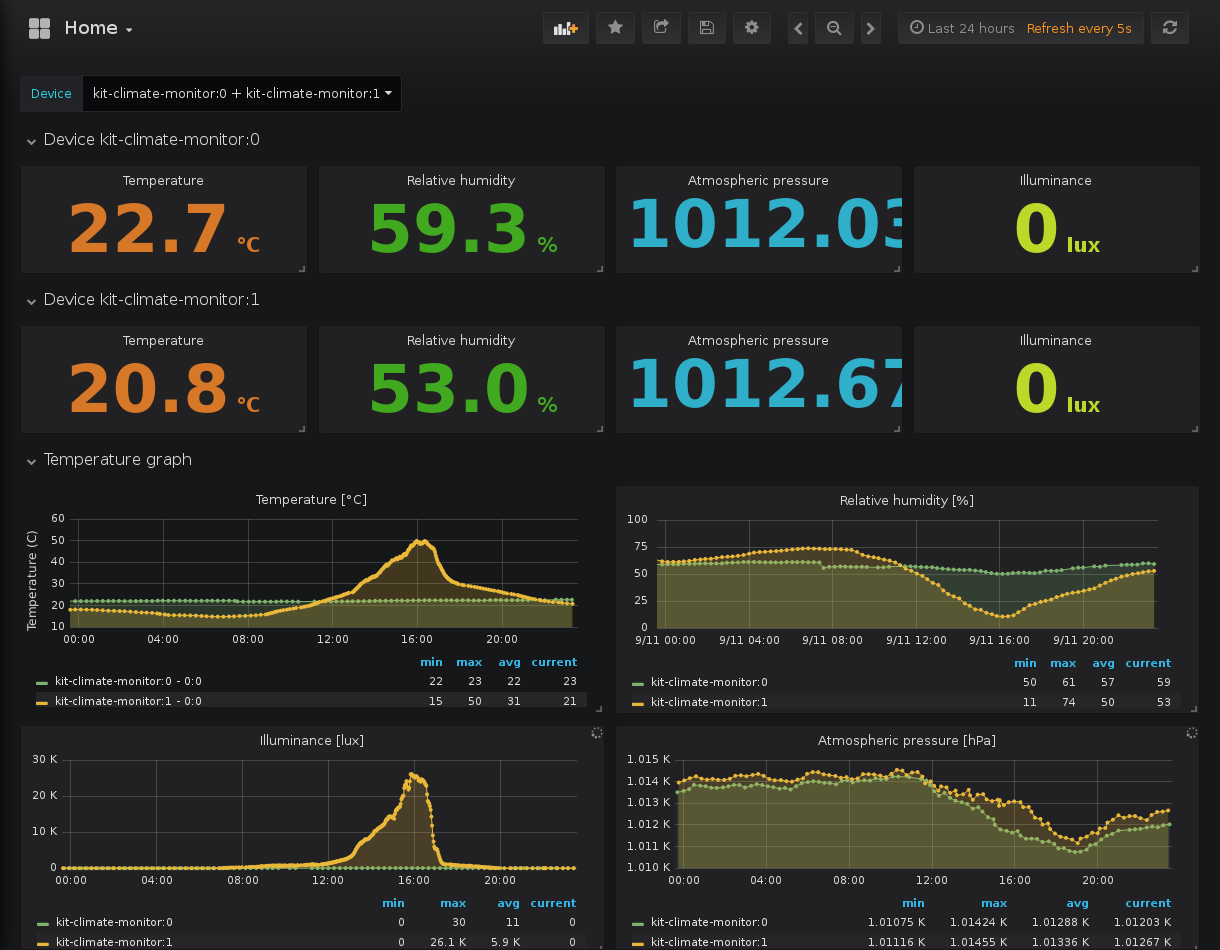 Home
Last 24 hours Refresh every 5s
Device kit-climate-monitor:0 + kit-climate-monitor:1
Device kit-climate-monitor:0
Temperature Relative humidity Atmospheric pressure Illuminance
22.7 °C 59.3 % 1012.03 0 lux
Device kit-climate-monitor:1
Temperature Relative humidity Atmospheric pressure Illuminance
20.8 °C 53.0 % 1012.67 0 lux
Temperature graph
Temperature [°C]
Temperature (C)
60
50
40
30
20
10
00:00 04:00 08:00 12:00 16:00 20:00
min max avg current
kit-climate-monitor:0 - 0:0 22 23 22 23
kit-climate-monitor:1 - 0:0 15 50 31 21
Relative humidity [%]
100
75
50
25
0
9/11 00:00 9/11 04:00 9/11 08:00 9/11 12:00 9/11 16:00 9/11 20:00
min max avg current
kit-climate-monitor:0 50 61 57 59
kit-climate-monitor:1 11 74 50 53
Illuminance [lux]
30 K
20 K
10 K
0
00:00 04:00 08:00 12:00 16:00 20:00
min max avg current
kit-climate-monitor:0 0 30 11 0
kit-climate-monitor:1 0 26.1 K 5.9 K 0
Atmospheric pressure [hPa]
1.015 K
1.014 K
1.013 K
1.012 K
1.011 K
1.010 K
00:00 04:00 08:00 12:00 16:00 20:00
min max avg current
kit-climate-monitor:0 1.01075 K 1.01424 K 1.01288 K 1.01203 K
kit-climate-monitor:1 1.01116 K 1.01455 K 1.01336 K 1.01267 K